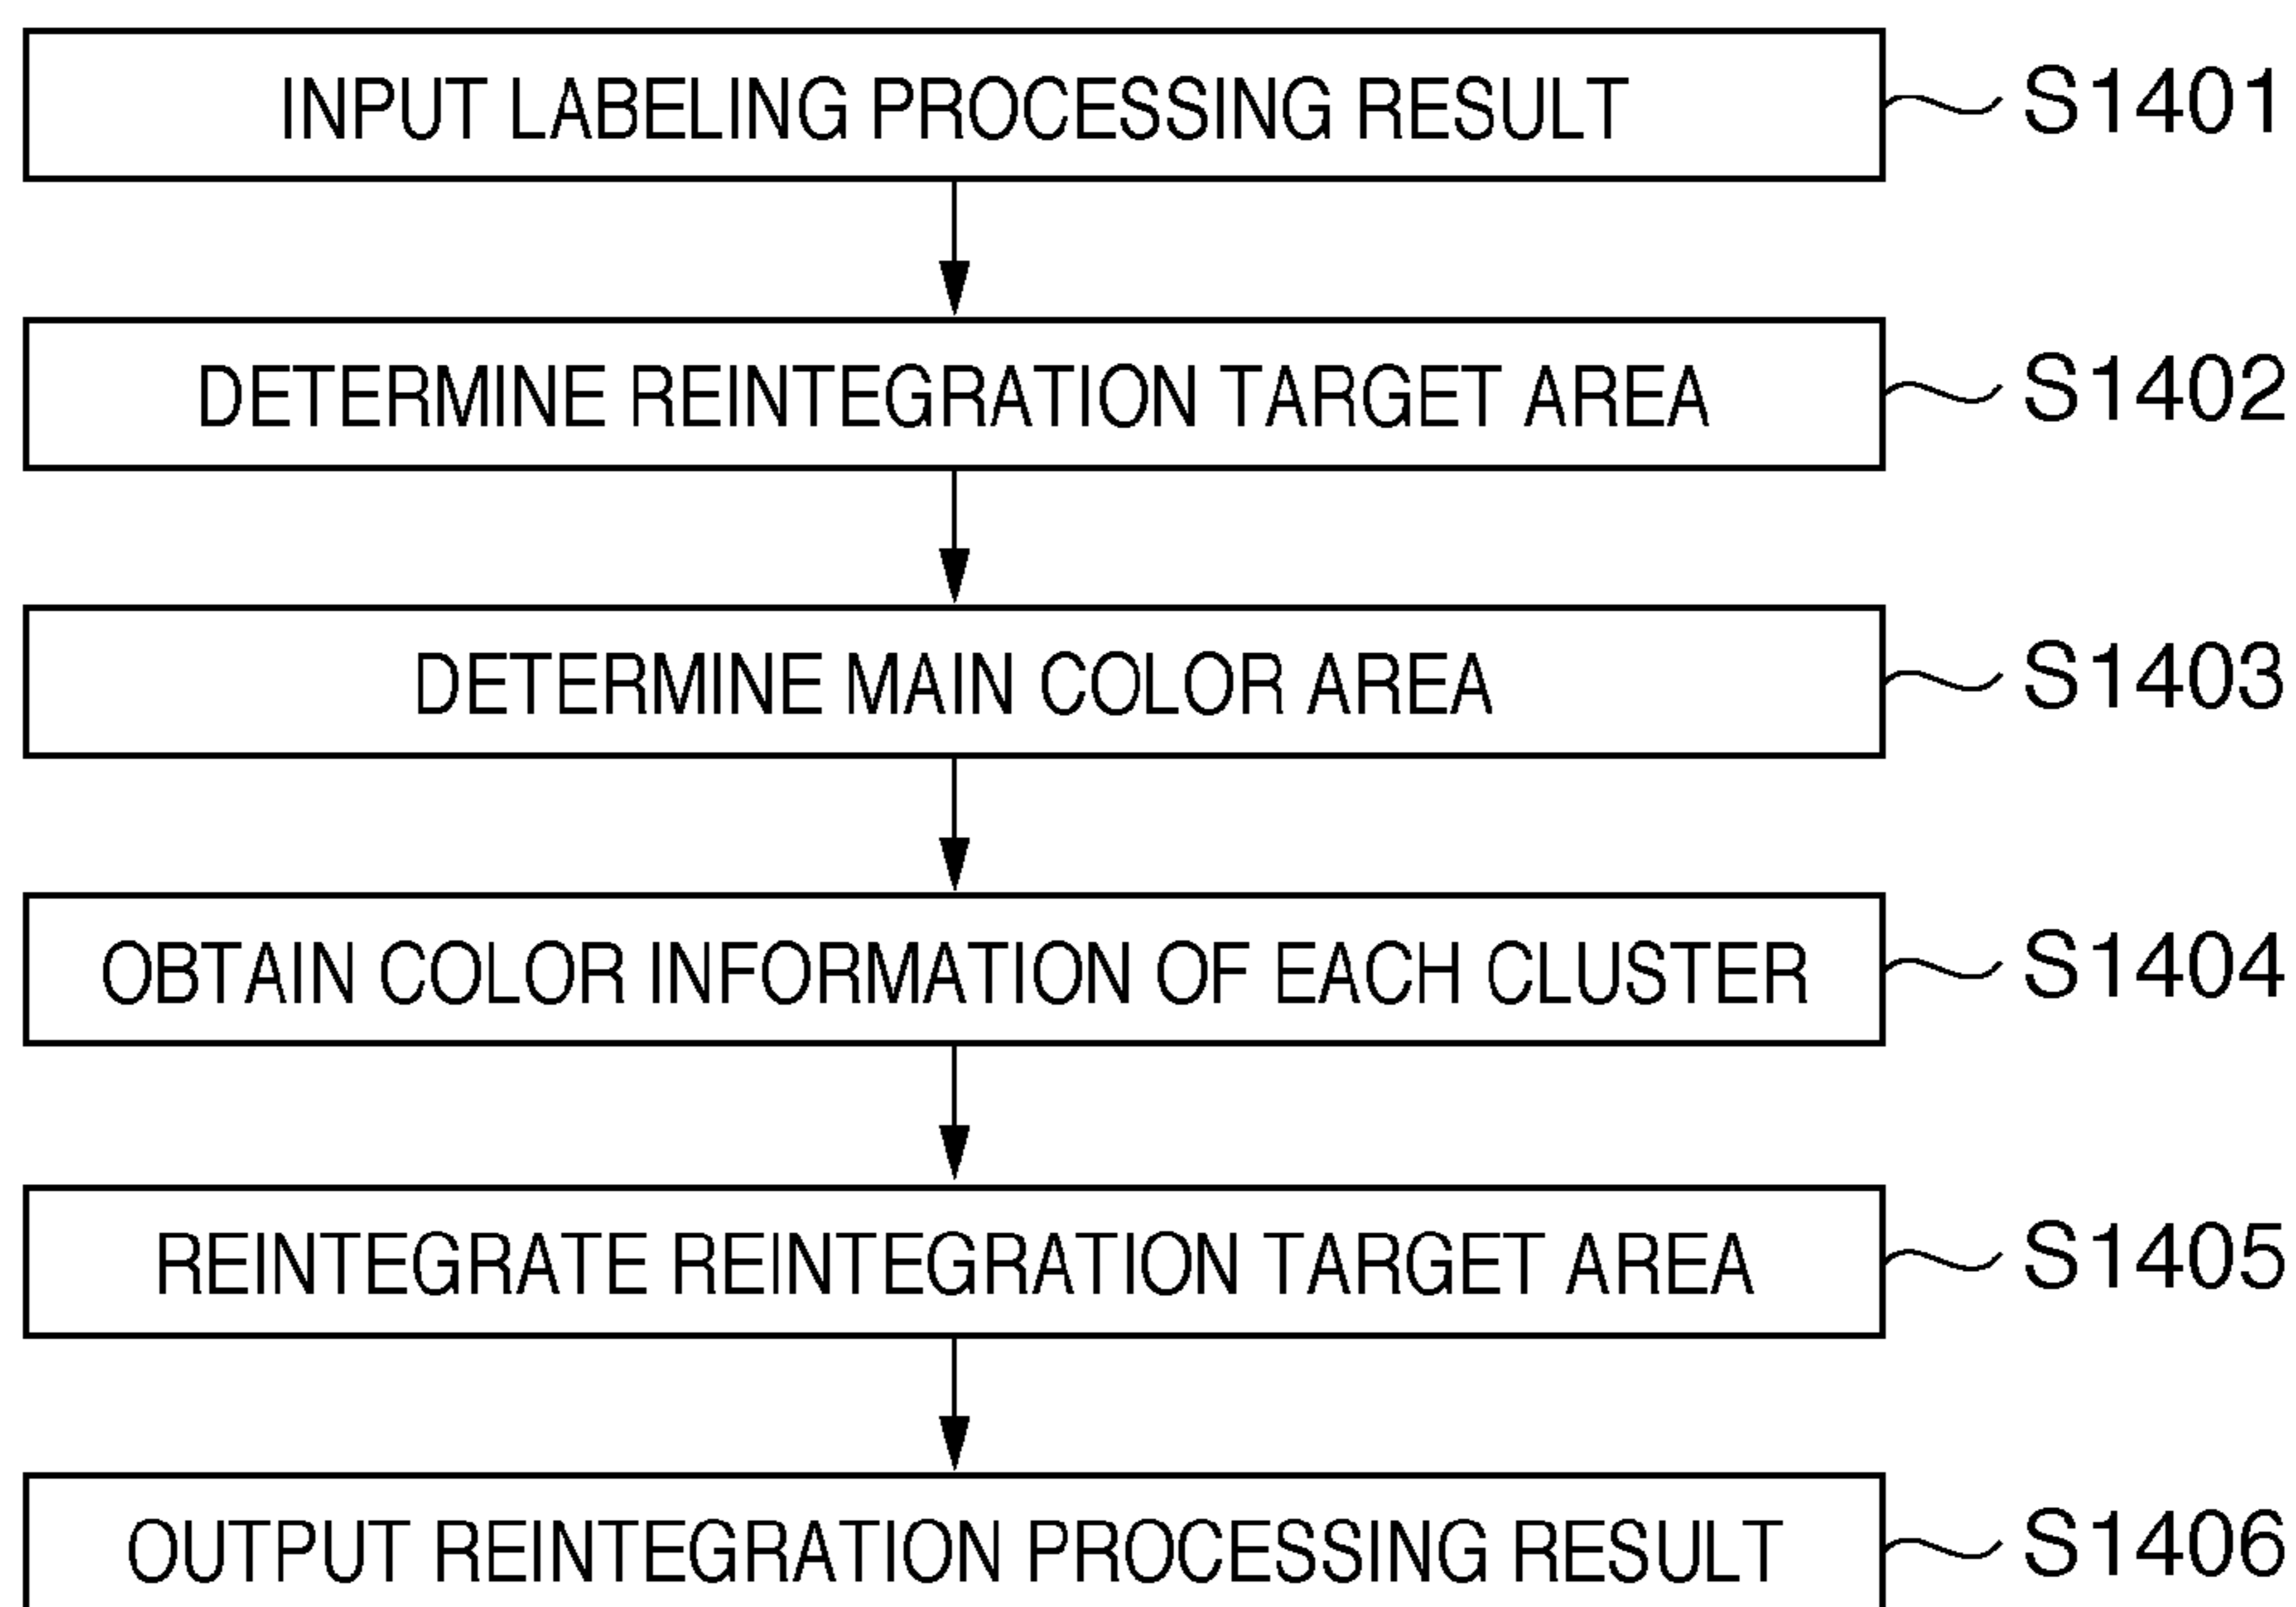 INPUT LABELING PROCESSING RESULT S1401
DETERMINE REINTEGRATION TARGET AREA S1402
DETERMINE MAIN COLOR AREA S1403
OBTAIN COLOR INFORMATION OF EACH CLUSTER S1404
REINTEGRATE REINTEGRATION TARGET AREA S1405
OUTPUT REINTEGRATION PROCESSING RESULT S1406